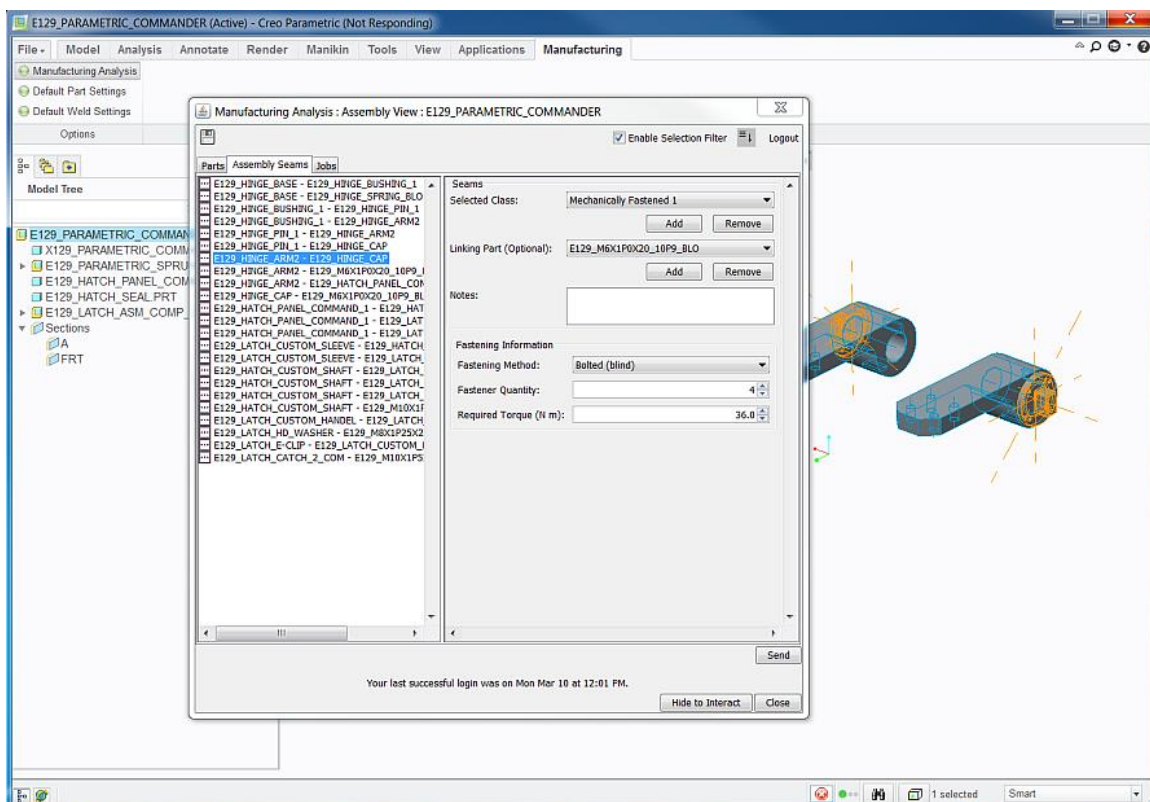 E129_PARAMETRIC_COMMANDER (Active) - Creo Parametric (Not Responding)
File Model Analysis Annotate Render Manikin Tools View Applications Manufacturing
Manufacturing Analysis
Default Part Settings
Default Weld Settings
Options
Model Tree
E129_PARAMETRIC_COMMAN
X129_PARAMETRIC_COMM
E129_PARAMETRIC_SPRU
E129_HATCH_PANEL_COM
E129_HATCH_SEAL.PRT
E129_LATCH_ASM_COMP_
Sections
A
FRT
Manufacturing Analysis : Assembly View : E129_PARAMETRIC_COMMANDER
Enable Selection Filter Logout
Parts Assembly Seams Jobs
E129_HINGE_BASE - E129_HINGE_BUSHING_1
E129_HINGE_BASE - E129_HINGE_SPRING_BLO
E129_HINGE_BUSHING_1 - E129_HINGE_PIN_1
E129_HINGE_BUSHING_1 - E129_HINGE_ARM2
E129_HINGE_PIN_1 - E129_HINGE_ARM2
E129_HINGE_PIN_1 - E129_HINGE_CAP
E129_HINGE_ARM2 - E129_HINGE_CAP
E129_HINGE_ARM2 - E129_M6X1P0X20_10P9_
E129_HINGE_ARM2 - E129_HATCH_PANEL_COM
E129_HINGE_CAP - E129_M6X1P0X20_10P9_BL
E129_HATCH_PANEL_COMMAND_1 - E129_HAT
E129_HATCH_PANEL_COMMAND_1 - E129_LAT
E129_HATCH_PANEL_COMMAND_1 - E129_LAT
E129_LATCH_CUSTOM_SLEEVE - E129_HATCH_
E129_LATCH_CUSTOM_SLEEVE - E129_LATCH_
E129_HATCH_CUSTOM_SHAFT - E129_LATCH_
E129_HATCH_CUSTOM_SHAFT - E129_LATCH_
E129_HATCH_CUSTOM_SHAFT - E129_M10X1P
E129_LATCH_CUSTOM_HANDEL - E129_LATCH_
E129_LATCH_HD_WASHER - E129_M8X1P25X2
E129_LATCH_E-CLIP - E129_LATCH_CUSTOM_
E129_LATCH_CATCH_2_COM - E129_M10X1P5
Seams
Selected Class: Mechanically Fastened 1
Add Remove
Linking Part (Optional): E129_M6X1P0X20_10P9_BLO
Add Remove
Notes:
Fastening Information
Fastening Method: Bolted (blind)
Fastener Quantity: 4
Required Torque (N m): 36.0
Send
Your last successful login was on Mon Mar 10 at 12:01 PM.
Hide to Interact Close
1 selected Smart